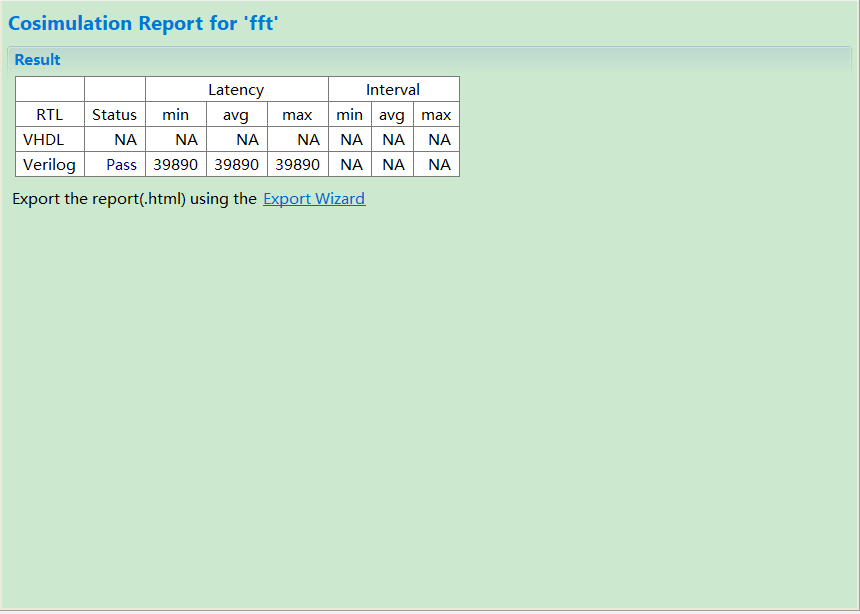 Cosimulation Report for 'fft'
Result
Latency Interval
RTL Status min avg max min avg max
VHDL NA NA NA NA NA NA NA
Verilog Pass 39890 39890 39890 NA NA NA
Export the report(.html) using the Export Wizard